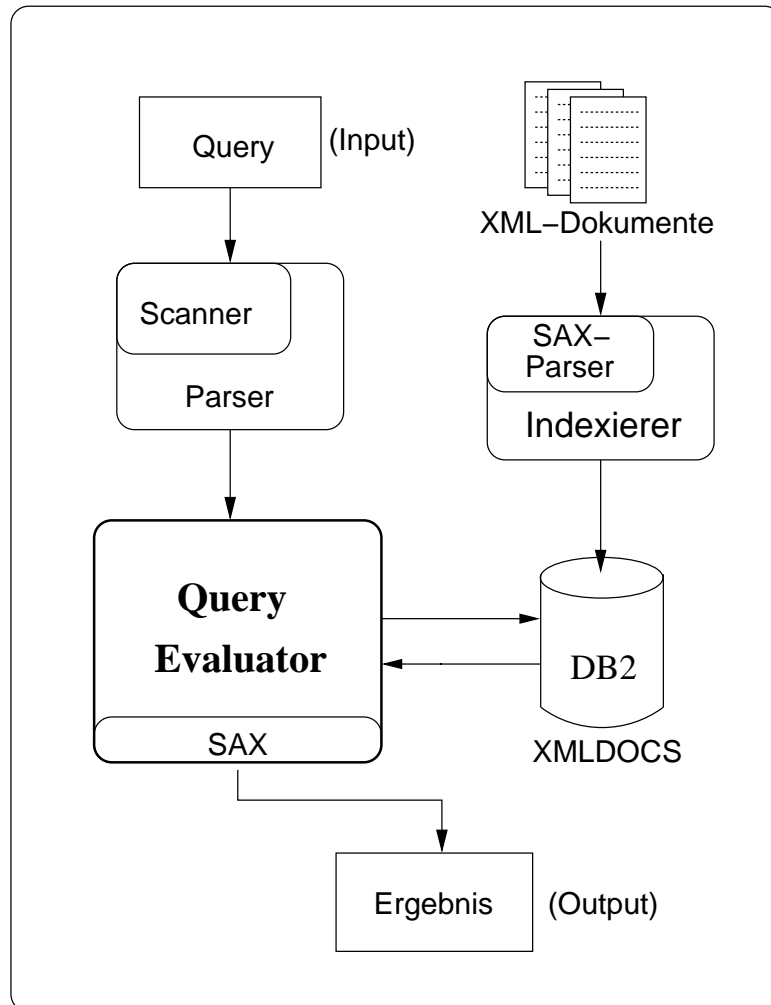 Query
(Input)
XML−Dokumente
Scanner
Parser
SAX−
Parser
Indexierer
Query
Evaluator
SAX
DB2
XMLDOCS
Ergebnis
(Output)